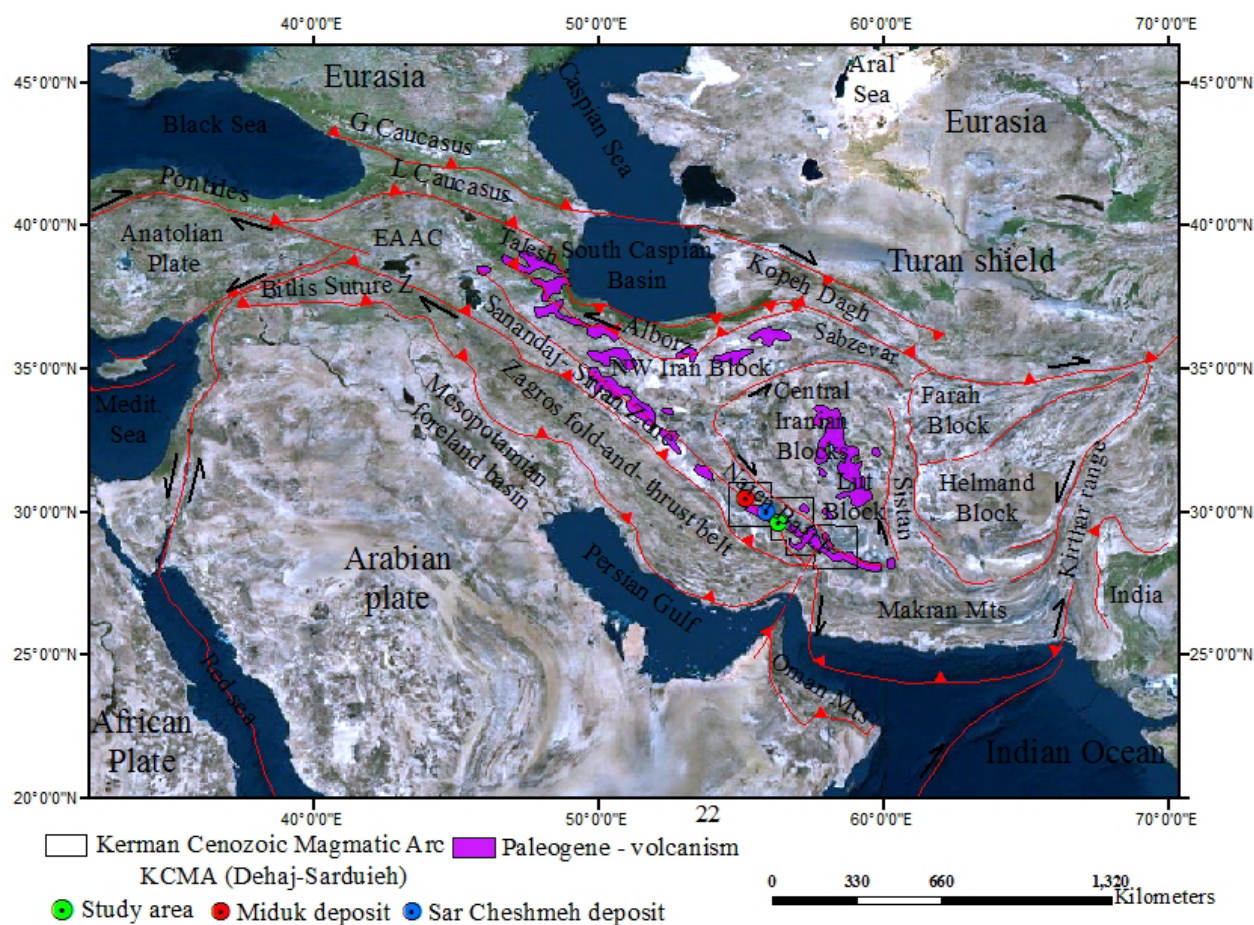 40°0'0"E 50°0'0"E 60°0'0"E 70°0'0"E
45°0'0"N
40°0'0"N
35°0'0"N
30°0'0"N
25°0'0"N
20°0'0"N
45°0'0"N
40°0'0"N
35°0'0"N
30°0'0"N
25°0'0"N
20°0'0"N
Eurasia
Caspian Sea
Aral
Sea
Eurasia
Black Sea
G Caucasus
L Caucasus
Pontides
Anatolian
Plate
EAAC
Talesh
South Caspian
Basin
Turan shield
Kopeh Dagh
Bitlis Suture Z
Alborz
Sabzevar
Sanandaj- Sirjan Zone
NW Iran Block
Zagros fold-and- thrust belt
Mesopotamian
foreland basin
Medit.
Sea
Central
Iranian
Blocks
Farah
Block
Lut
Block
Sistan
Helmand
Block
Kirthar range
Arabian
plate
Persian Gulf
Makran Mts
India
Oman Mts
Red sea
African
Plate
Indian Ocean
40°0'0"E 50°0'0"E 60°0'0"E 70°0'0"E
22
Kerman Cenozoic Magmatic Arc
KCMA (Dehaj-Sarduieh)
Paleogene - volcanism
Study area
Miduk deposit
Sar Cheshmeh deposit
0 330 660 1,320
Kilometers